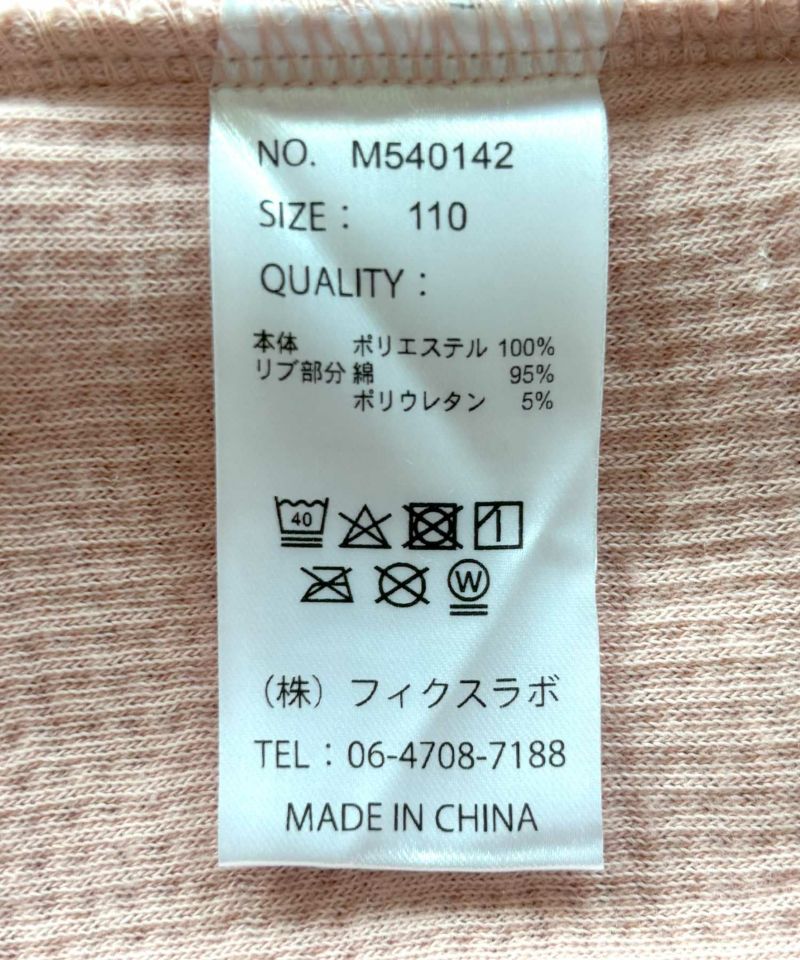 NO. M540142
SIZE： 110
QUALITY：
本体 ポリエステル 100%
リブ部分 綿 95%
ポリウレタン 5%
40
W
（株）フィクスラボ
TEL：06-4708-7188
MADE IN CHINA